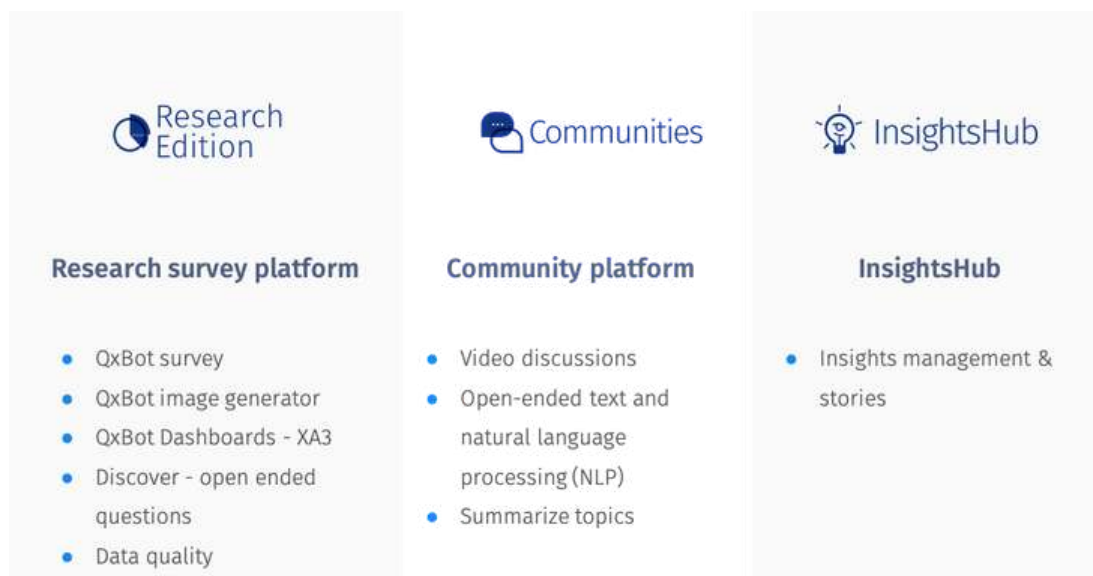 Research
Edition
Communities
InsightsHub
Research survey platform
Community platform
InsightsHub
• QxBot survey
• QxBot image generator
• QxBot Dashboards - XA3
• Discover - open ended
questions
• Data quality
• Video discussions
• Open-ended text and
natural language
processing (NLP)
• Summarize topics
• Insights management &
stories